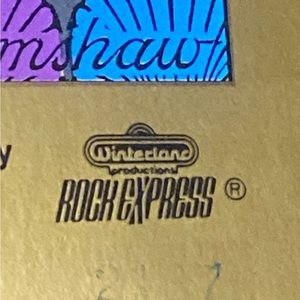 mshaw
y
Winterland
productions
ROCK EXPRESS ®